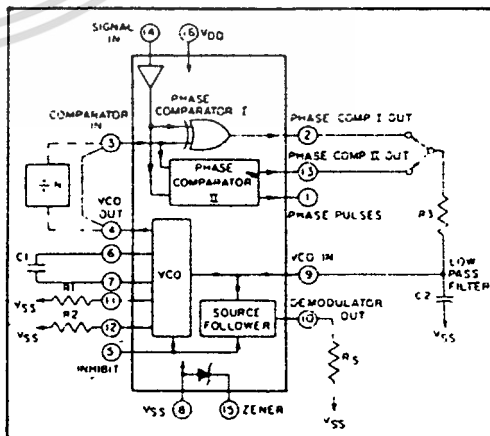 SIGNAL IN
14
16
VDD
PHASE COMPARATOR I
COMPARATOR IN
3
2
PHASE COMP I OUT
PHASE COMPARATOR II
13
PHASE COMP II OUT
1
PHASE PULSES
÷ N
VCO OUT
4
R3
C1
6
7
VCO
9
VCO IN
LOW PASS FILTER
C2
VSS
R1
11
VSS
R2
12
SOURCE FOLLOWER
DEMODULATOR OUT
10
RS
VSS
VSS
5
INHIBIT
VSS
8
15
ZENER